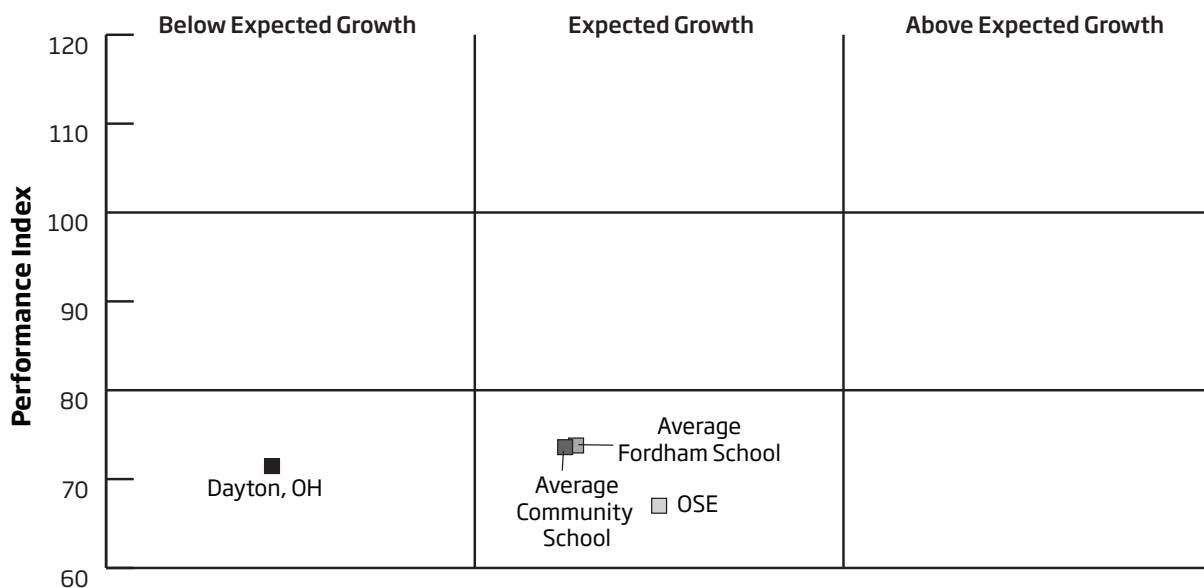 Below Expected Growth
Expected Growth
Above Expected Growth
120
110
100
90
80
70
60
Performance Index
Dayton, OH
Average
Fordham School
Average
Community
School
OSE